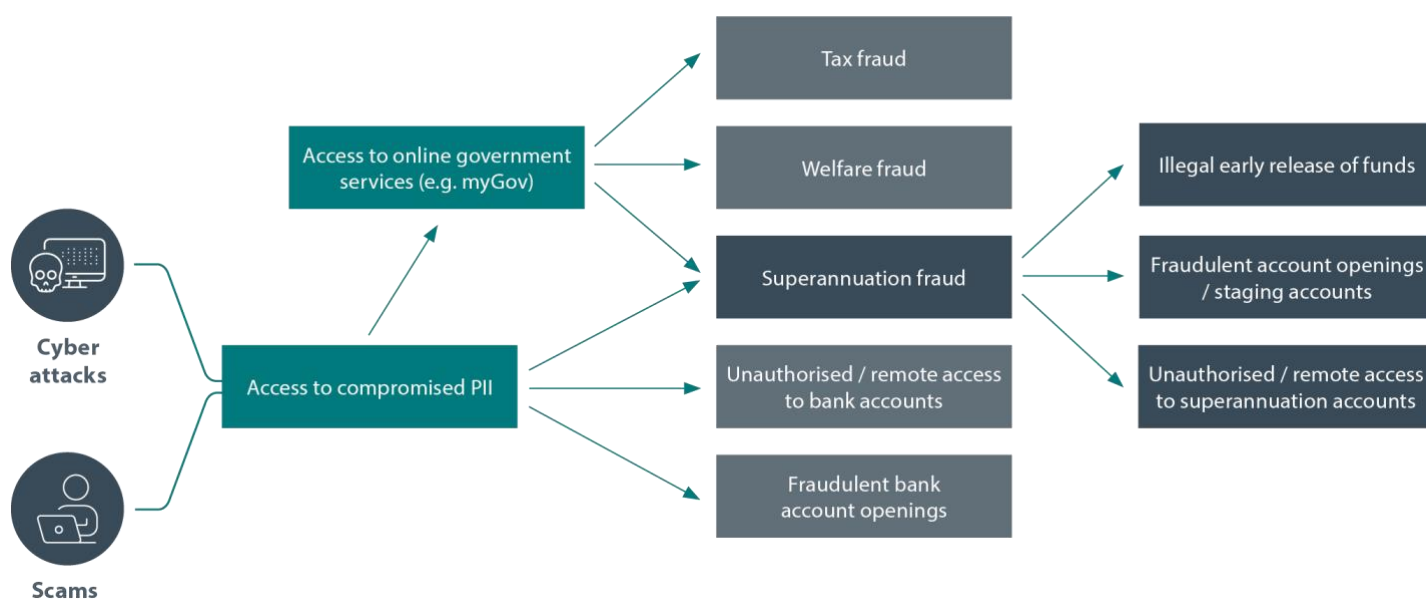 Tax fraud
Access to online government
services (e.g. myGov)
Welfare fraud
Illegal early release of funds
Superannuation fraud
Fraudulent account openings
/ staging accounts
Cyber
attacks
Access to compromised PII
Unauthorised / remote access
to bank accounts
Unauthorised / remote access
to superannuation accounts
Fraudulent bank
account openings
Scams